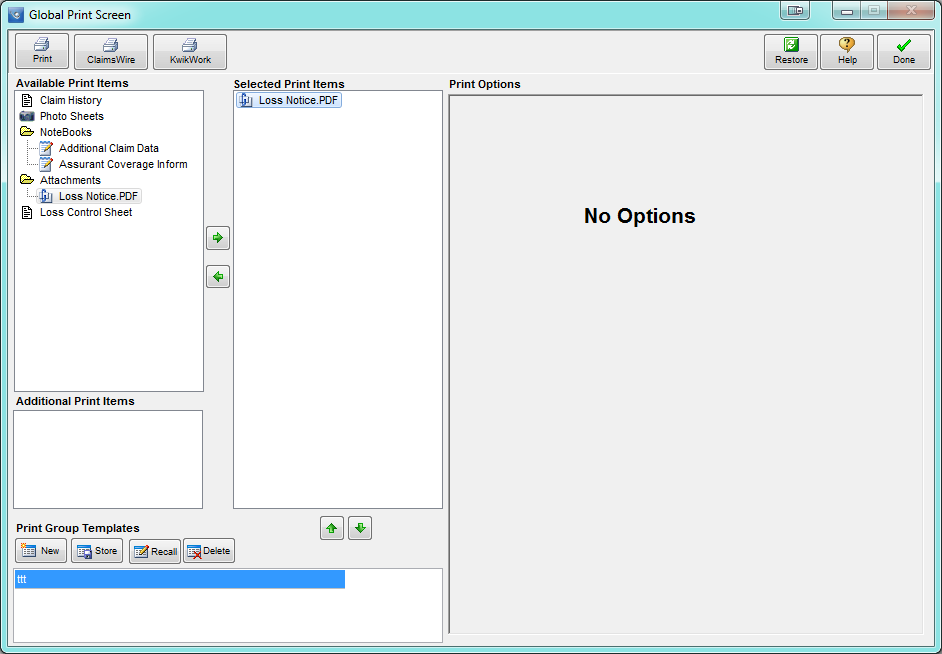 Global Print Screen
Print
ClaimsWire
KwikWork
Restore
Help
Done
Available Print Items
Claim History
Photo Sheets
NoteBooks
Additional Claim Data
Assurant Coverage Inform
Attachments
Loss Notice.PDF
Loss Control Sheet
Selected Print Items
Loss Notice.PDF
Print Options
No Options
Additional Print Items
Print Group Templates
New
Store
Recall
Delete
ttt